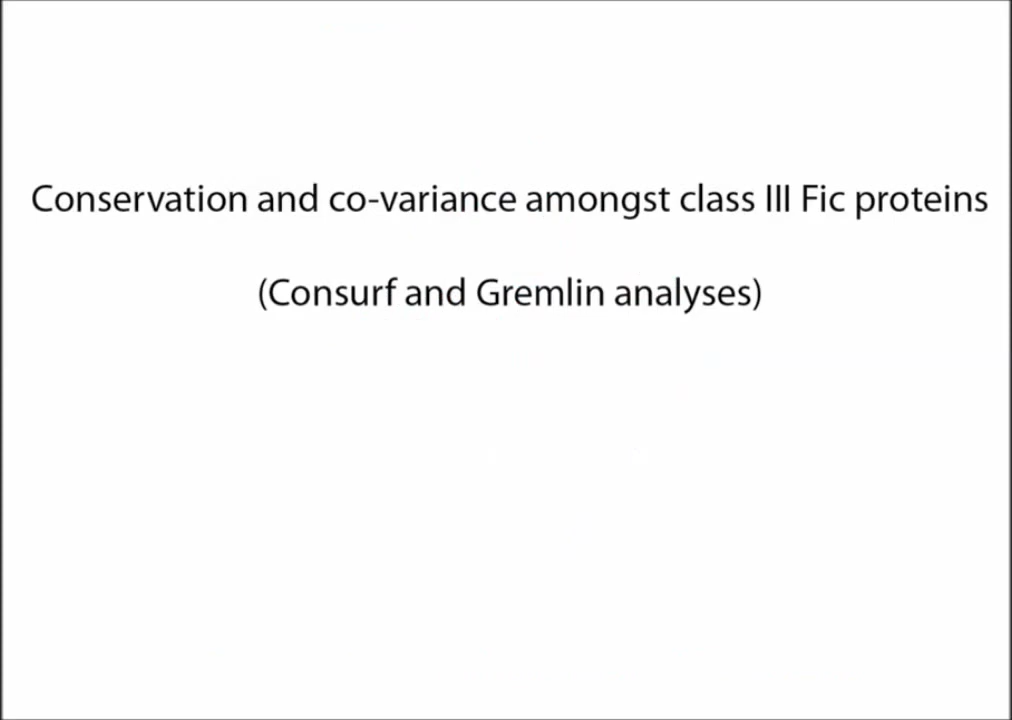 Conservation and co-variance amongst class III Fic proteins
(Consurf and Gremlin analyses)